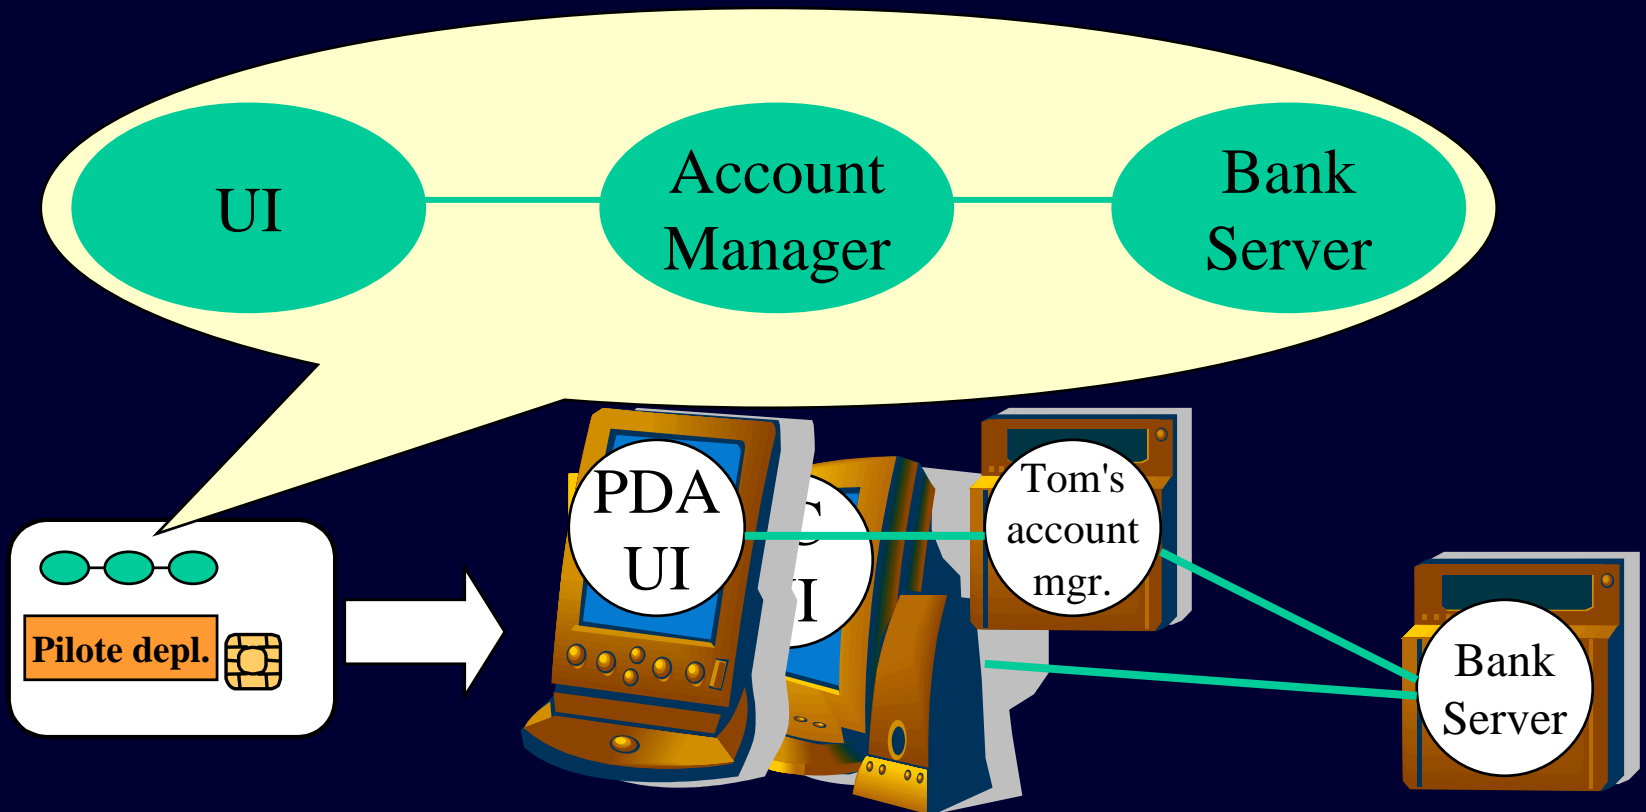 UI
Account
Manager
Bank
Server
PDA
UI
Tom's
account
mgr.
Pilote depl.
Bank
Server